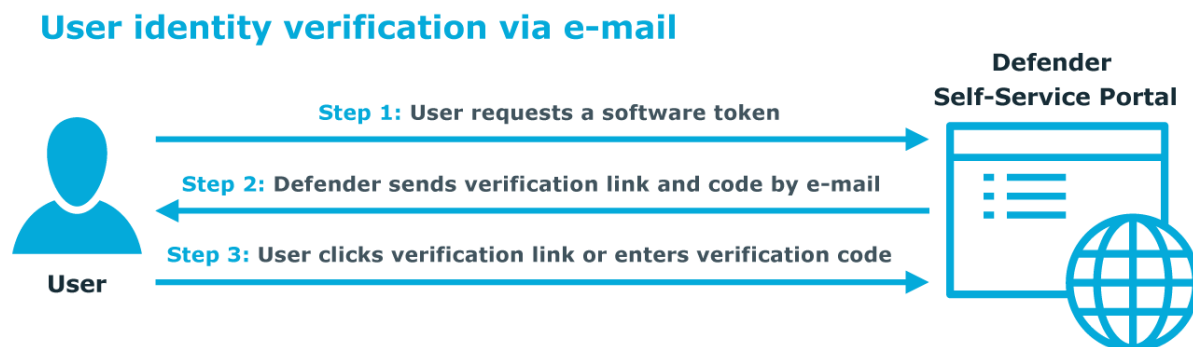 User identity verification via e-mail
Defender
Self-Service Portal
Step 1: User requests a software token
Step 2: Defender sends verification link and code by e-mail
Step 3: User clicks verification link or enters verification code
User